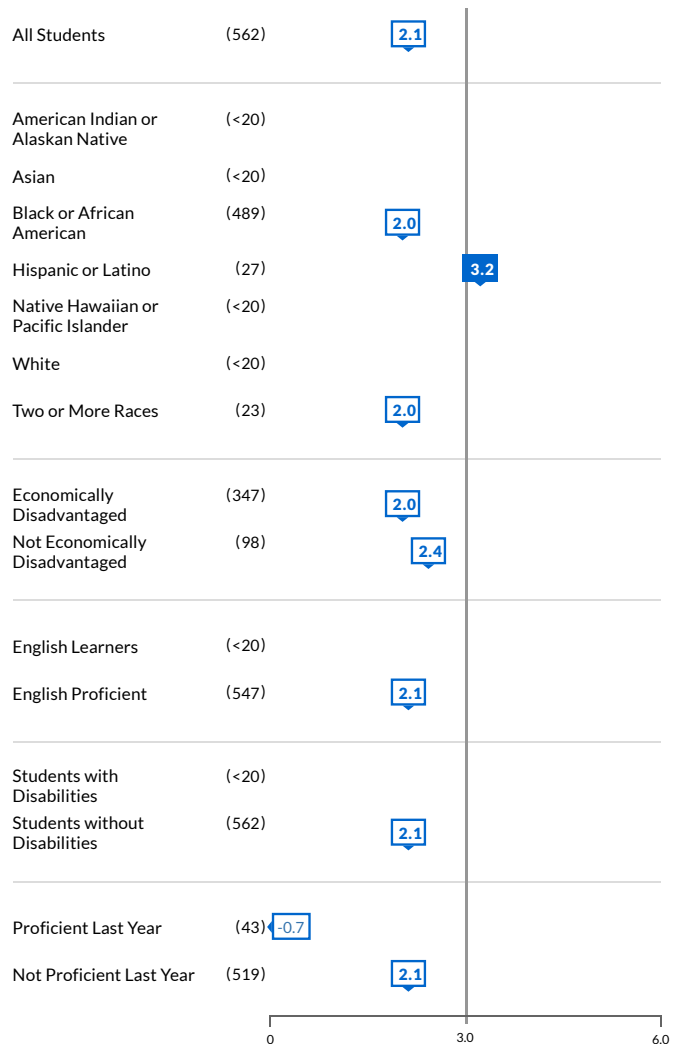 All Students (562) 2.1
American Indian or (<20)
Alaskan Native
Asian (<20)
Black or African (489) 2.0
American
Hispanic or Latino (27) 3.2
Native Hawaiian or (<20)
Pacific Islander
White (<20)
Two or More Races (23) 2.0
Economically (347) 2.0
Disadvantaged
Not Economically (98) 2.4
Disadvantaged
English Learners (<20)
English Proficient (547) 2.1
Students with (<20)
Disabilities
Students without (562) 2.1
Disabilities
Proficient Last Year (43) -0.7
Not Proficient Last Year (519) 2.1
0 3.0 6.0